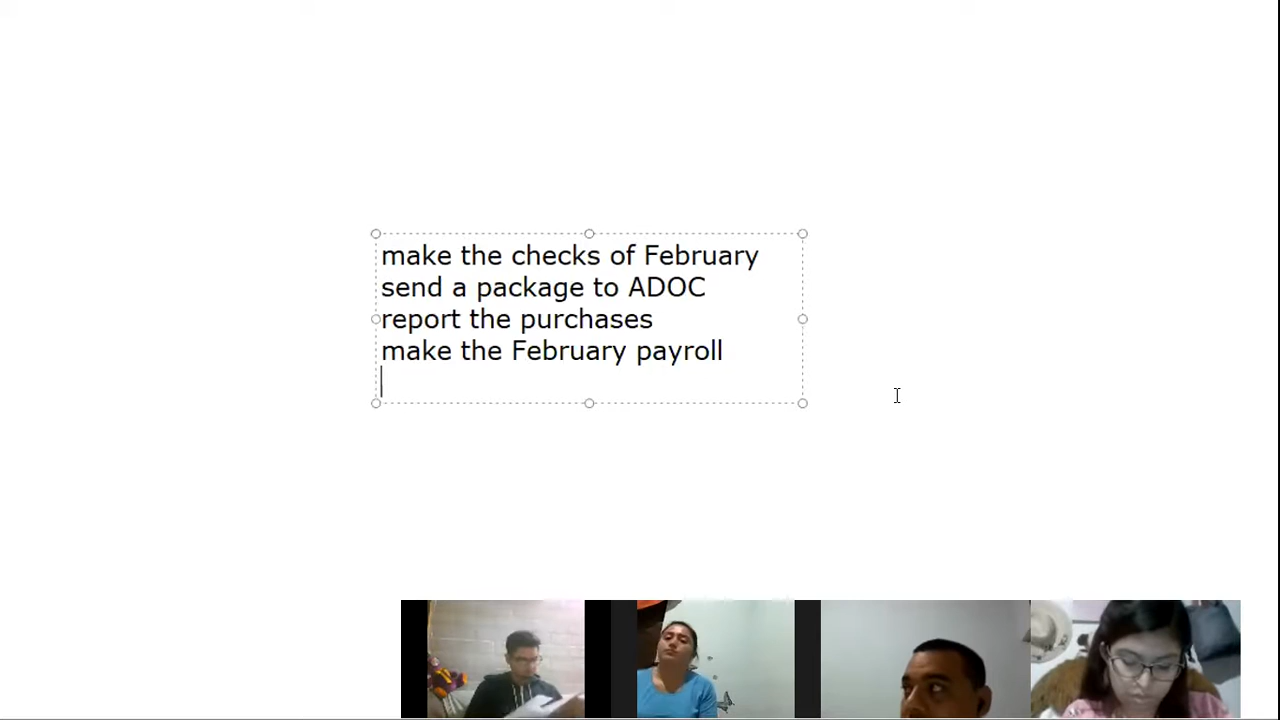 make the checks of February
send a package to ADOC
report the purchases
make the February payroll